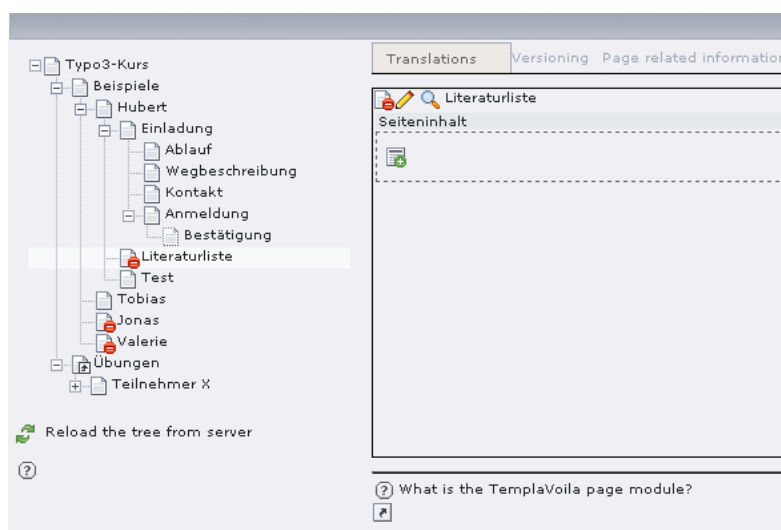 Typo3-Kurs
Beispiele
Hubert
Einladung
Ablauf
Wegbeschreibung
Kontakt
Anmeldung
Bestätigung
Literaturliste
Test
Tobias
Jonas
Valerie
Übungen
Teilnehmer X
Reload the tree from server
Translations Versioning Page related information
Literaturliste
Seiteninhalt
What is the TemplaVoila page module?